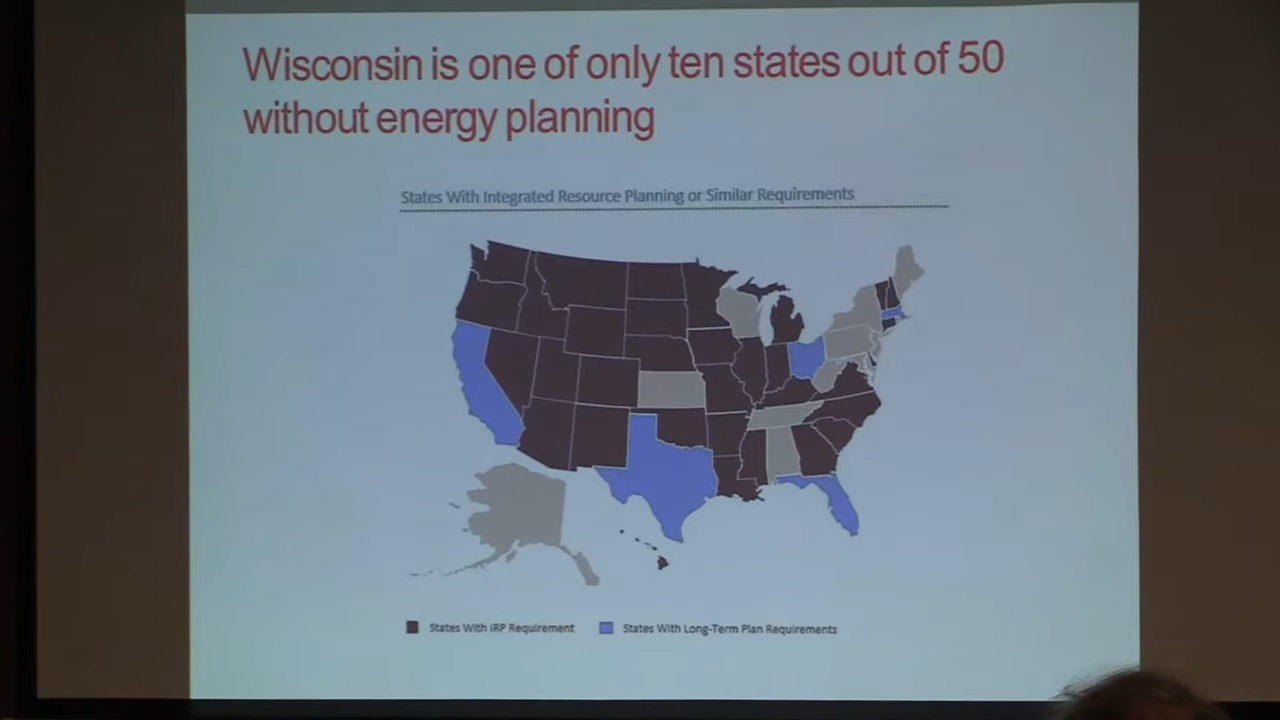 Wisconsin is one of only ten states out of 50
without energy planning
States With Integrated Resource Planning or Similar Requirements
States With IRP Requirement
States With Long-Term Plan Requirements